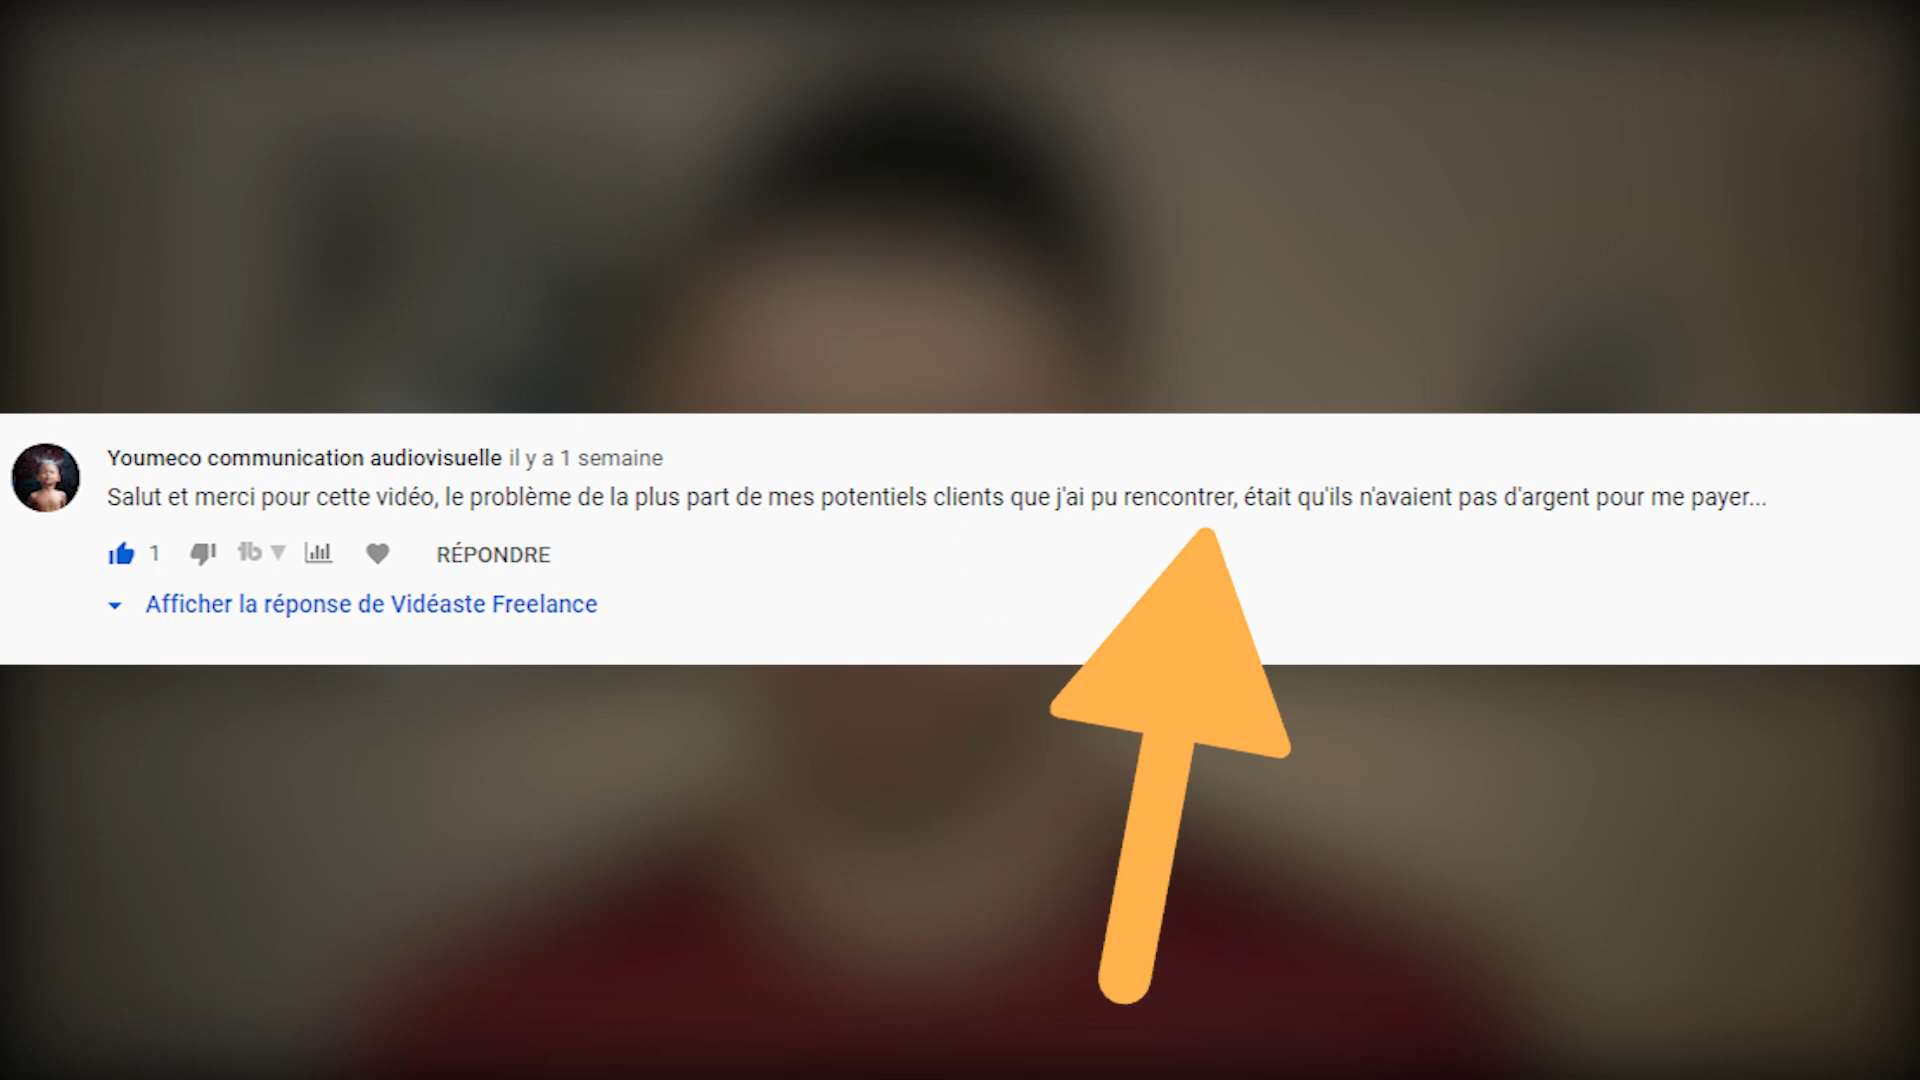 Youmeco communication audiovisuelle il y a 1 semaine
Salut et merci pour cette vidéo, le problème de la plus part de mes potentiels clients que j'ai pu rencontrer, était qu'ils n'avaient pas d'argent pour me payer...
1 RÉPONDRE
Afficher la réponse de Vidéaste Freelance